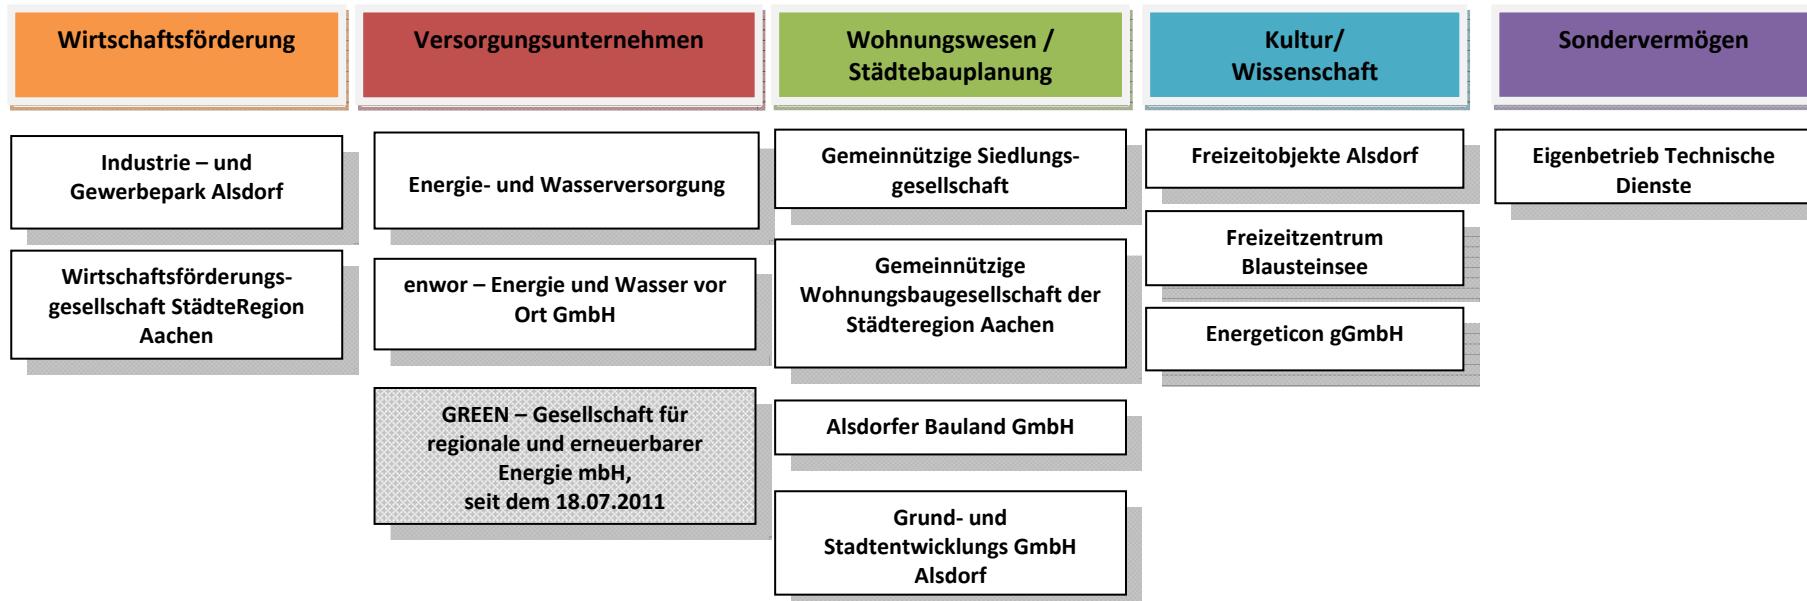 Wirtschaftsförderung
Versorgungsunternehmen
Wohnungswesen /
Städtebauplanung
Kultur/
Wissenschaft
Sondervermögen
Industrie – und
Gewerbepark Alsdorf
Wirtschaftsförderungs-
gesellschaft StädteRegion
Aachen
Energie- und Wasserversorgung
enwor – Energie und Wasser vor
Ort GmbH
GREEN – Gesellschaft für
regionale und erneuerbarer
Energie mbH,
seit dem 18.07.2011
Gemeinnützige Siedlungs-
gesellschaft
Gemeinnützige
Wohnungsbaugesellschaft der
Städteregion Aachen
Alsdorfer Bauland GmbH
Grund- und
Stadtentwicklungs GmbH
Alsdorf
Freizeitobjekte Alsdorf
Freizeitzentrum
Blausteinsee
Energeticon gGmbH
Eigenbetrieb Technische
Dienste